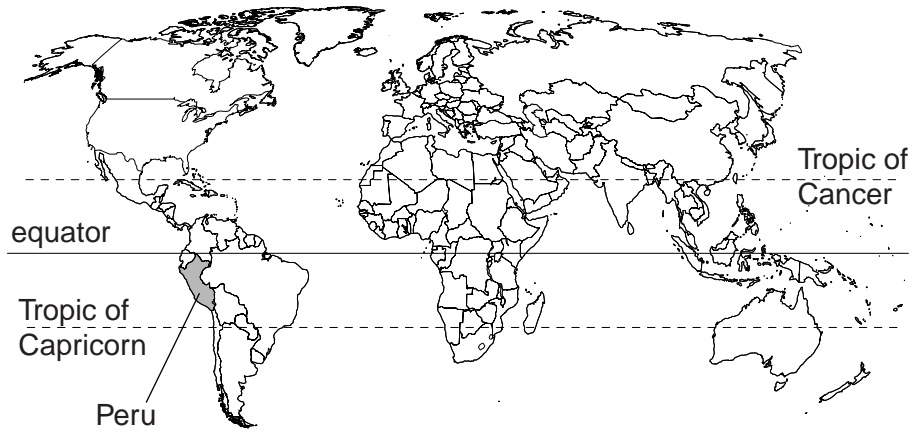 Tropic of
Cancer
equator
Tropic of
Capricorn
Peru